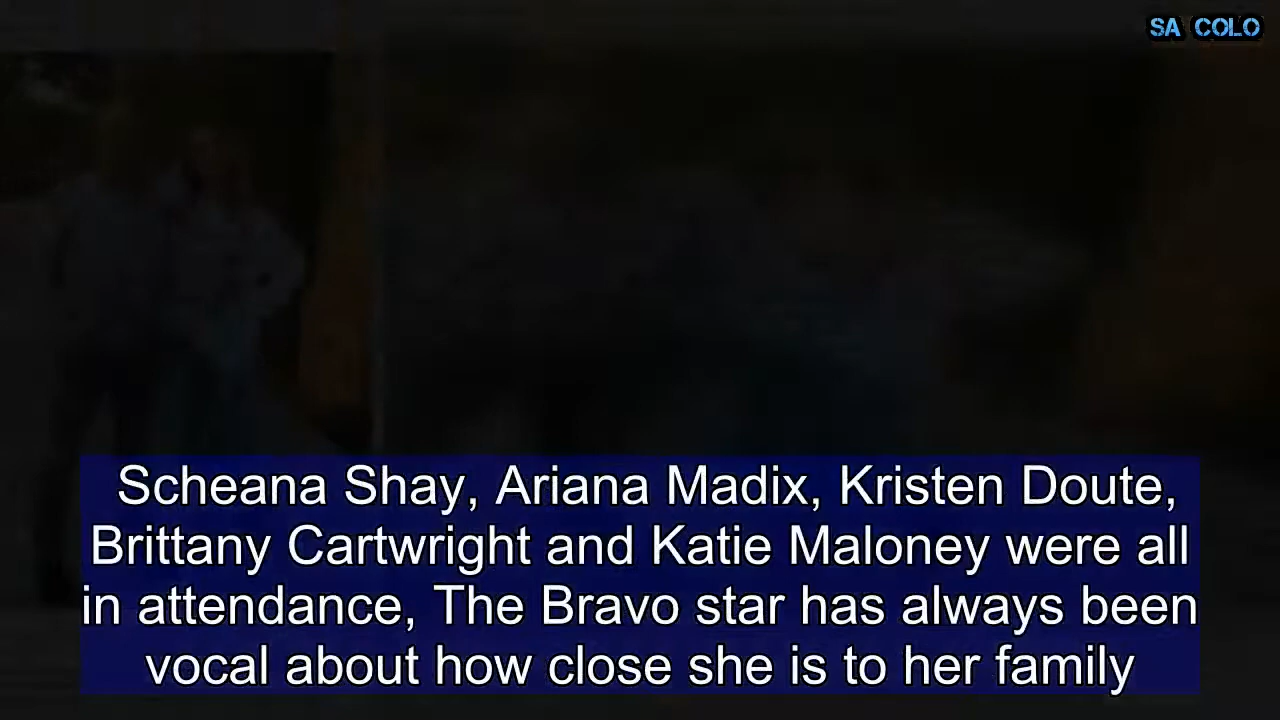 SA COLO
Scheana Shay, Ariana Madix, Kristen Doute,
Brittany Cartwright and Katie Maloney were all
in attendance, The Bravo star has always been
vocal about how close she is to her family